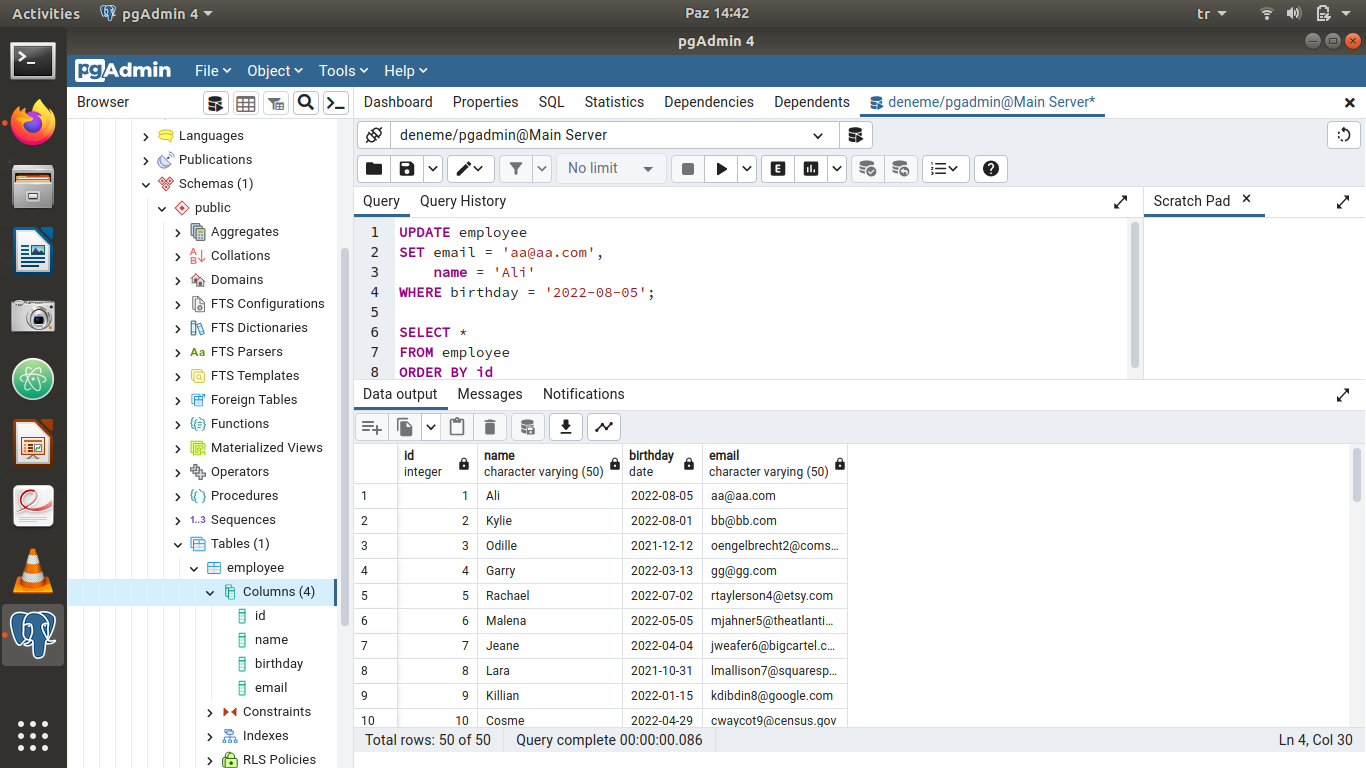 Activities
pgAdmin 4
Paz 14:42
tr
pgAdmin 4
pgAdmin
File
Object
Tools
Help
Browser
Dashboard
Properties
SQL
Statistics
Dependencies
Dependents
deneme/pgadmin@Main Server*
Languages
Publications
Schemas (1)
public
Aggregates
Collations
Domains
FTS Configurations
FTS Dictionaries
Aa FTS Parsers
FTS Templates
Foreign Tables
Functions
Materialized Views
Operators
Procedures
1..3 Sequences
Tables (1)
employee
Columns (4)
id
name
birthday
email
Constraints
Indexes
RLS Policies
deneme/pgadmin@Main Server
No limit
E
Query
Query History
Scratch Pad
1 UPDATE employee
2 SET email = 'aa@aa.com',
3 name = 'Ali'
4 WHERE birthday = '2022-08-05';
5
6 SELECT *
7 FROM employee
8 ORDER BY id
Data output
Messages
Notifications
id integer
name character varying (50)
birthday date
email character varying (50)
1 1 Ali 2022-08-05 aa@aa.com
2 2 Kylie 2022-08-01 bb@bb.com
3 3 Odille 2021-12-12 oengelbrecht2@coms...
4 4 Garry 2022-03-13 gg@gg.com
5 5 Rachael 2022-07-02 rtaylerson4@etsy.com
6 6 Malena 2022-05-05 mjahner5@theatlanti...
7 7 Jeane 2022-04-04 jweafer6@bigcartel.c...
8 8 Lara 2021-10-31 lmallison7@squaresp...
9 9 Killian 2022-01-15 kdibdin8@google.com
10 10 Cosme 2022-04-29 cwaycot9@census.gov
Total rows: 50 of 50
Query complete 00:00:00.086
Ln 4, Col 30